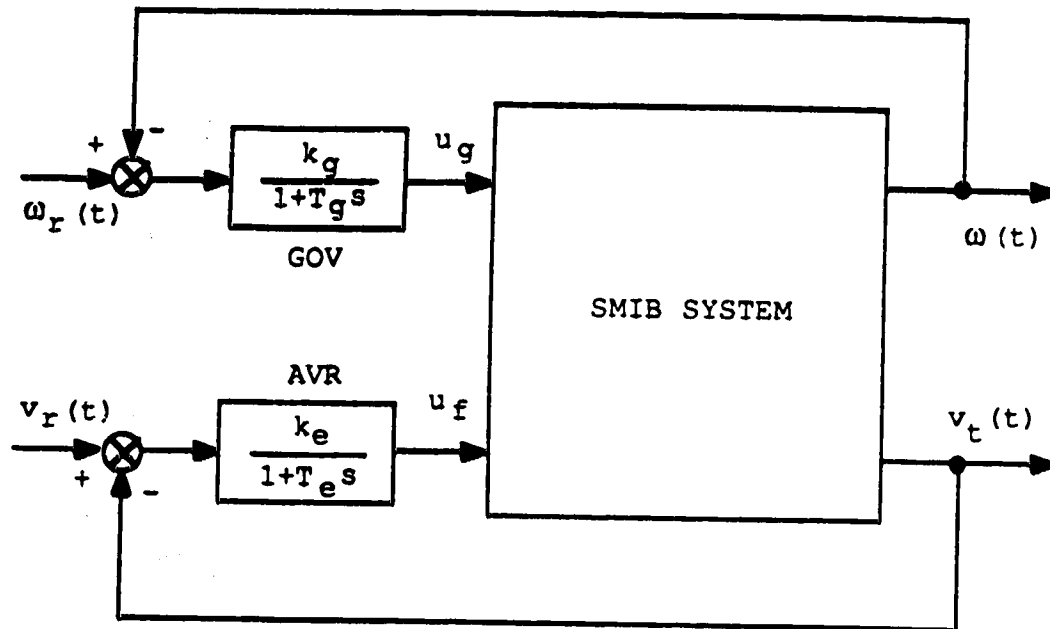 +
-
ω_r(t)
k_g
1+T_g s
GOV
u_g
SMIB SYSTEM
ω(t)
v_r(t)
+
-
AVR
k_e
1+T_e s
u_f
v_t(t)